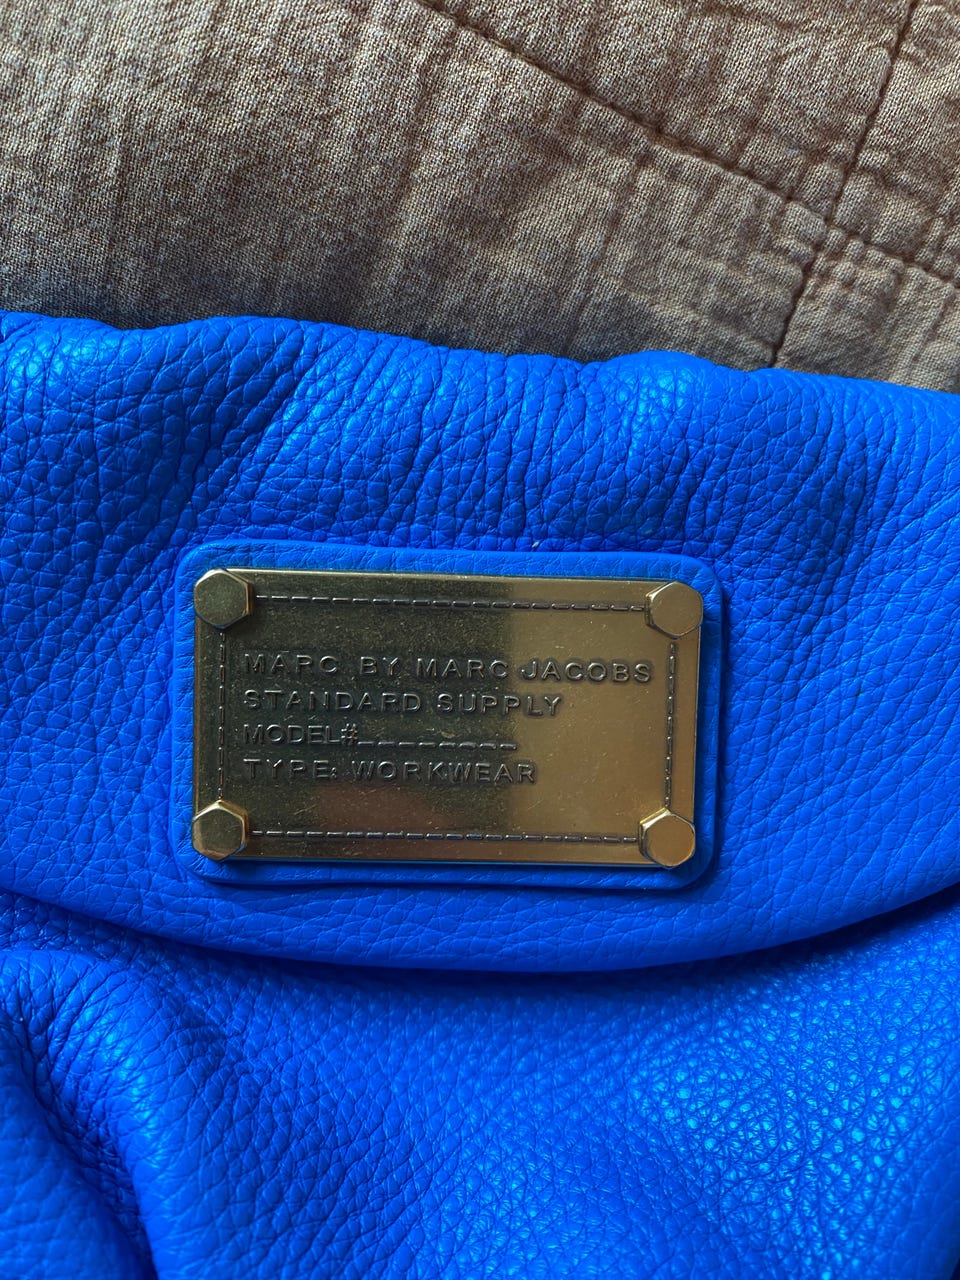 MARC BY MARC JACOBS
STANDARD SUPPLY
MODEL#_________
TYPE: WORKWEAR